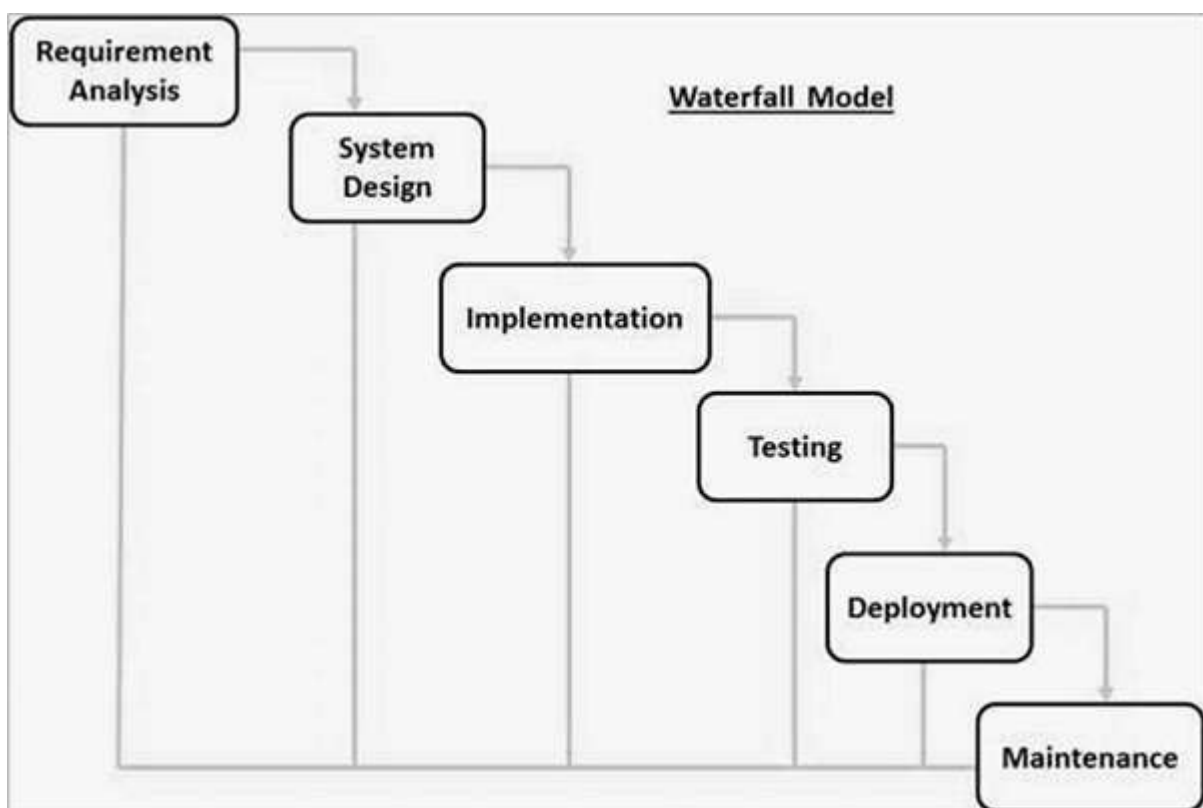 Requirement
Analysis
Waterfall Model
System
Design
Implementation
Testing
Deployment
Maintenance